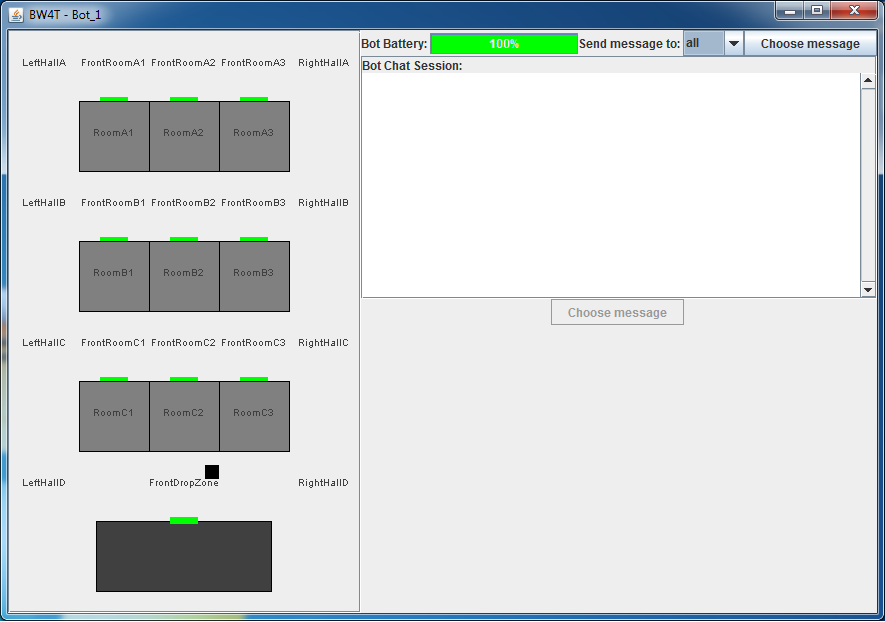 BW4T - Bot_1
Bot Battery: 100% Send message to: all Choose message
Bot Chat Session:
LeftHallA FrontRoomA1 FrontRoomA2 FrontRoomA3 RightHallA
RoomA1 RoomA2 RoomA3
LeftHallB FrontRoomB1 FrontRoomB2 FrontRoomB3 RightHallB
RoomB1 RoomB2 RoomB3
Choose message
LeftHallC FrontRoomC1 FrontRoomC2 FrontRoomC3 RightHallC
RoomC1 RoomC2 RoomC3
LeftHallD FrontDropZone RightHallD